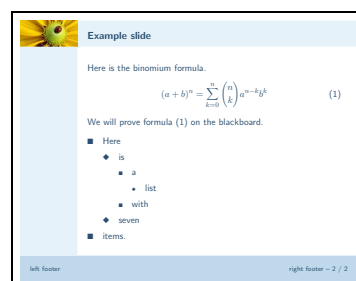 Example slide
Here is the binomium formula.
(a + b)^n = \sum_{k=0}^{n} \binom{n}{k} a^{n-k} b^k (1)
We will prove formula (1) on the blackboard.
■ Here
◆ is
■ a
• list
■ with
◆ seven
■ items.
left footer right footer – 2 / 2